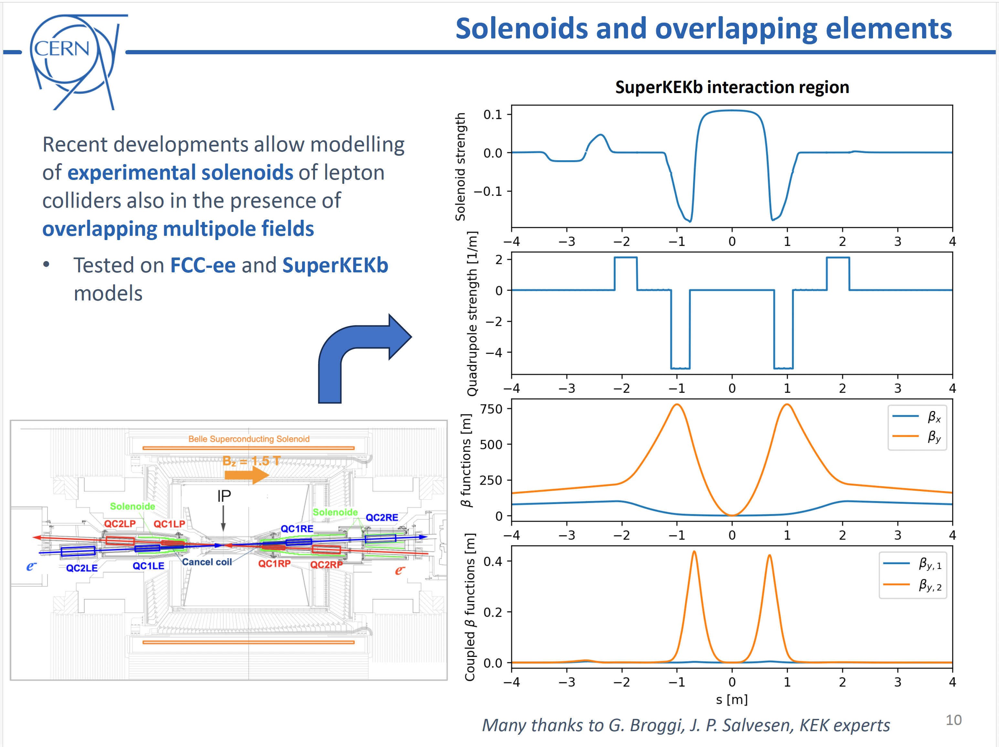 CERN
Solenoids and overlapping elements
Recent developments allow modelling
of experimental solenoids of lepton
colliders also in the presence of
overlapping multipole fields
• Tested on FCC-ee and SuperKEKb
models
Belle Superconducting Solenoid
B_z = 1.5 T
IP
Solenoide
Solenoide
QC2RE
QC2LP
QC1LP
QC1RE
e⁻
QC2LE
QC1LE
Cancel coil
QC1RP
QC2RP
e⁻
SuperKEKb interaction region
Solenoid strength
0.1
0.0
−0.1
−4 −3 −2 −1 0 1 2 3 4
Quadrupole strength [1/m]
2
0
−2
−4
−4 −3 −2 −1 0 1 2 3 4
β functions [m]
750
500
250
0
β_x
β_y
−4 −3 −2 −1 0 1 2 3 4
Coupled β functions [m]
0.4
0.2
0.0
β_{y,1}
β_{y,2}
−4 −3 −2 −1 0 1 2 3 4
s [m]
Many thanks to G. Broggi, J. P. Salvesen, KEK experts
10